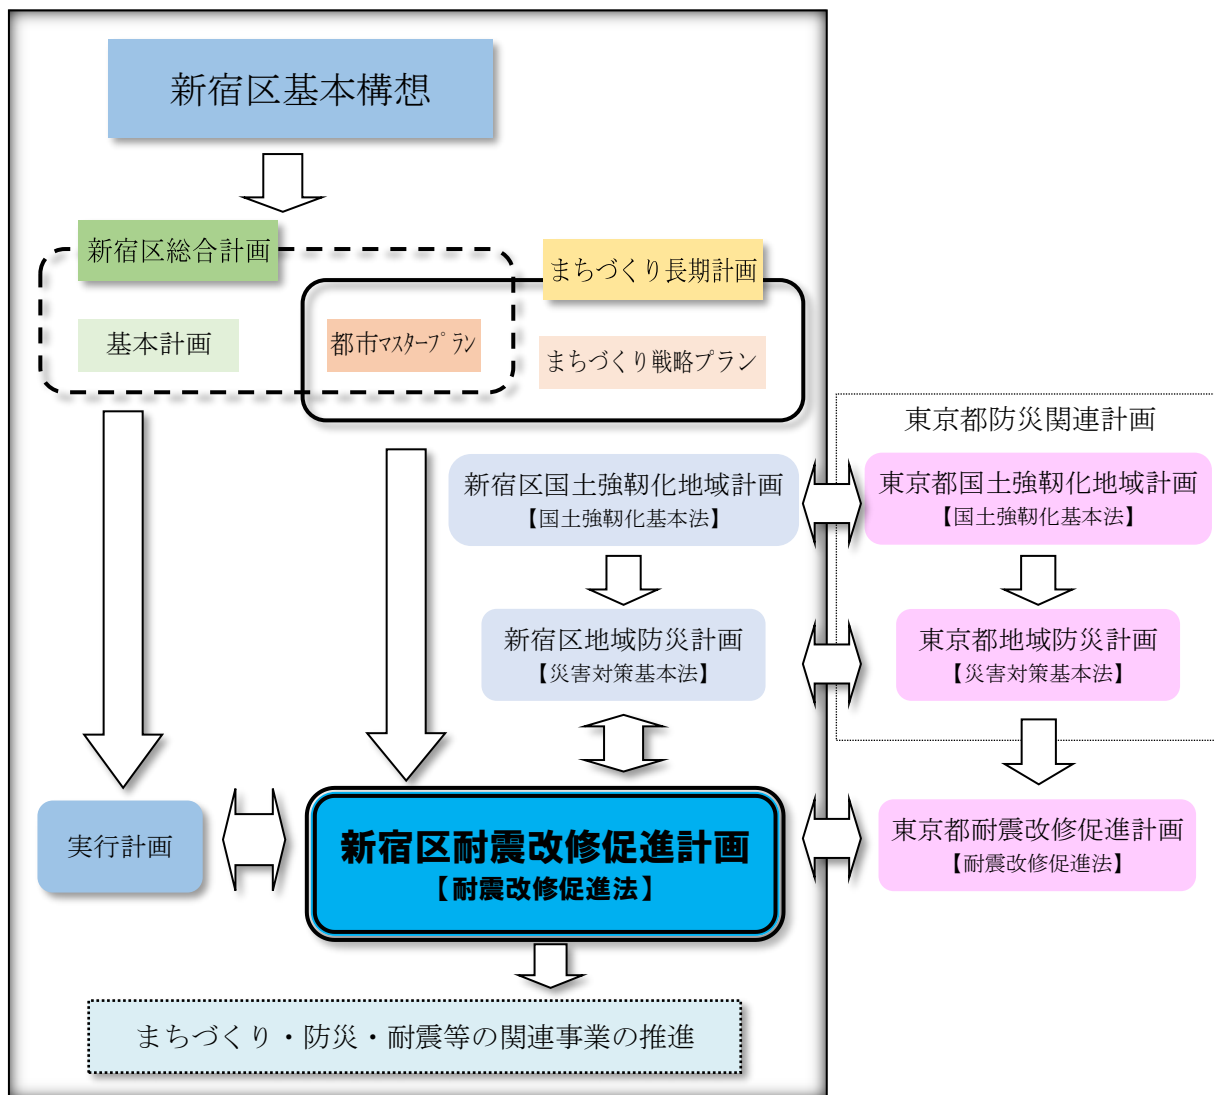 新宿区基本構想
新宿区総合計画
まちづくり長期計画
基本計画
都市ﾏｽﾀｰﾌﾟﾗﾝ
まちづくり戦略プラン
東京都防災関連計画
新宿区国土強靭化地域計画
【国土強靭化基本法】
東京都国土強靭化地域計画
【国土強靭化基本法】
新宿区地域防災計画
【災害対策基本法】
東京都地域防災計画
【災害対策基本法】
実行計画
新宿区耐震改修促進計画
【耐震改修促進法】
東京都耐震改修促進計画
【耐震改修促進法】
まちづくり・防災・耐震等の関連事業の推進